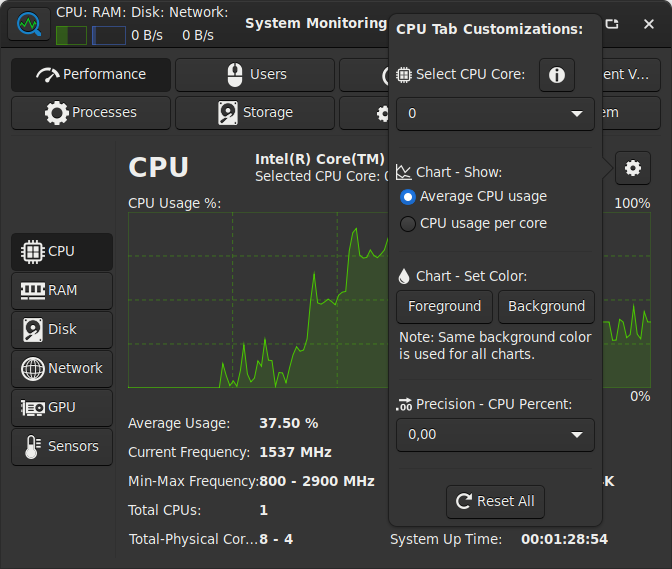 CPU: RAM: Disk: Network:
0 B/s 0 B/s
System Monitoring
CPU Tab Customizations:
Performance
Users
ent V...
Select CPU Core:
Processes
Storage
em
0
CPU
Intel(R) Core(TM)
Selected CPU Core:
Chart - Show:
Average CPU usage
CPU usage per core
CPU Usage %:
100%
CPU
RAM
Disk
Network
GPU
Sensors
Chart - Set Color:
Foreground
Background
Note: Same background color
is used for all charts.
0%
Precision - CPU Percent:
0,00
Average Usage: 37.50 %
Current Frequency: 1537 MHz
Min-Max Frequency: 800 - 2900 MHz
Total CPUs: 1
Total-Physical Cor... 8 - 4
K
Reset All
System Up Time: 00:01:28:54